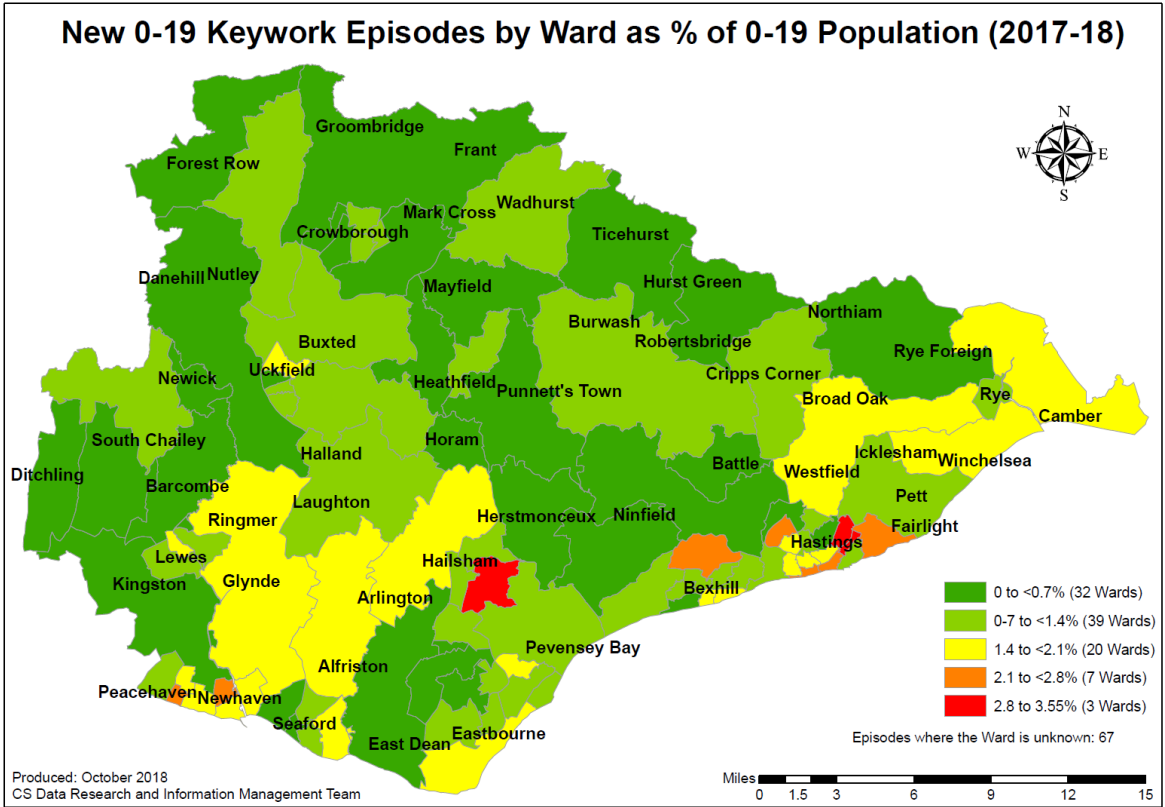 New 0-19 Keywork Episodes by Ward as % of 0-19 Population (2017-18)
N
W E
S
Groombridge
Frant
Forest Row
Wadhurst
Mark Cross
Crowborough
Ticehurst
Danehill
Nutley
Hurst Green
Mayfield
Northiam
Burwash
Robertsbridge
Buxted
Rye Foreign
Uckfield
Cripps Corner
Newick
Heathfield
Punnett's Town
Rye
Broad Oak
Camber
South Chailey
Horam
Halland
Icklesham
Winchelsea
Battle
Westfield
Ditchling
Barcombe
Laughton
Pett
Ringmer
Herstmonceux
Ninfield
Fairlight
Hastings
Lewes
Hailsham
Kingston
Glynde
Bexhill
Arlington
Pevensey Bay
Alfriston
Peacehaven
Newhaven
Seaford
Eastbourne
East Dean
0 to <0.7% (32 Wards)
0-7 to <1.4% (39 Wards)
1.4 to <2.1% (20 Wards)
2.1 to <2.8% (7 Wards)
2.8 to 3.55% (3 Wards)
Episodes where the Ward is unknown: 67
Produced: October 2018
CS Data Research and Information Management Team
Miles
0 1.5 3 6 9 12 15